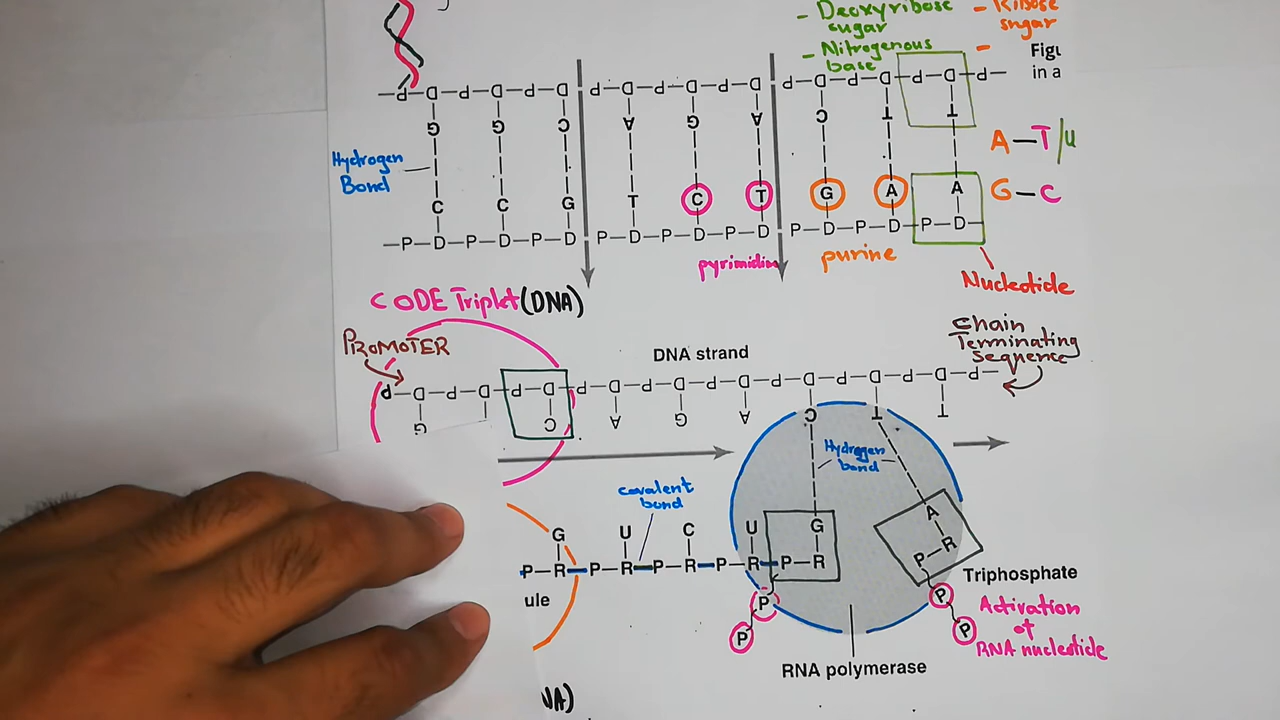 - Deoxyribose
sugar
- Nitrogenous
base
- Ribose
sugar
-
Figu
in a
—P—D—P—D—P—D P—D—P—D—P—D P—D—P—D—P—D—P—
G G C A G A C T T
Hydrogen
Bond
A—T/U
G—C
C C G T C T G A A
—P—D—P—D—P—D P—D—P—D—P—D P—D—P—D—P—D—
pyrimidin
purine
Nucleotide
CODE Triplet (DNA)
PROMOTER
Chain
Terminating
Sequence
DNA strand
P—D—P—D—P—D—P—D—P—D—P—D—P—D—P—D—P—D—P—
G C A G A C T T
Hydrogen
bond
covalent
bond
G U C U G A
P—R—P—R—P—R—P—R—P—R P—R
ule
P P
P P
Triphosphate
Activation
of
RNA nucleotide
RNA polymerase
NA)